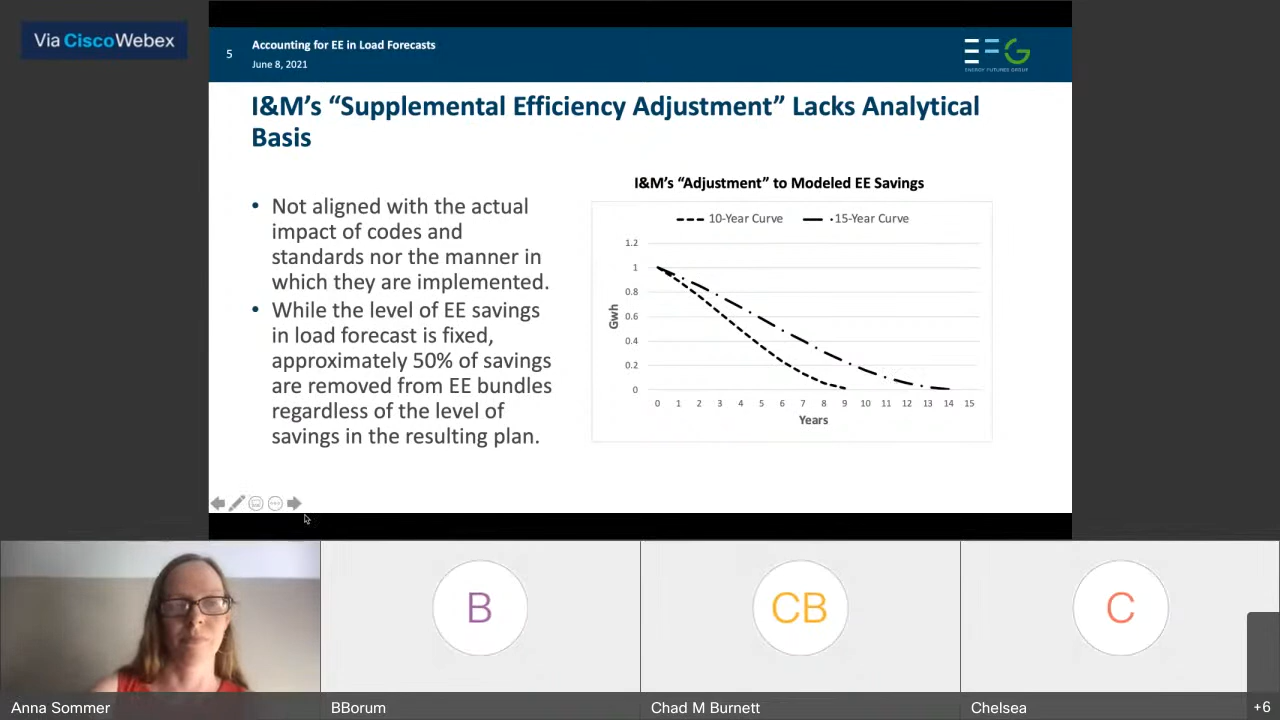 Via CiscoWebex
5
Accounting for EE in Load Forecasts
June 8, 2021
ENERGY FUTURES GROUP
I&M's “Supplemental Efficiency Adjustment” Lacks Analytical
Basis
• Not aligned with the actual
impact of codes and
standards nor the manner in
which they are implemented.
• While the level of EE savings
in load forecast is fixed,
approximately 50% of savings
are removed from EE bundles
regardless of the level of
savings in the resulting plan.
I&M's “Adjustment” to Modeled EE Savings
10-Year Curve 15-Year Curve
1.2
1
0.8
0.6
0.4
0.2
0
Gwh
0 1 2 3 4 5 6 7 8 9 10 11 12 13 14 15
Years
B
CB
C
Anna Sommer
BBorum
Chad M Burnett
Chelsea
+6